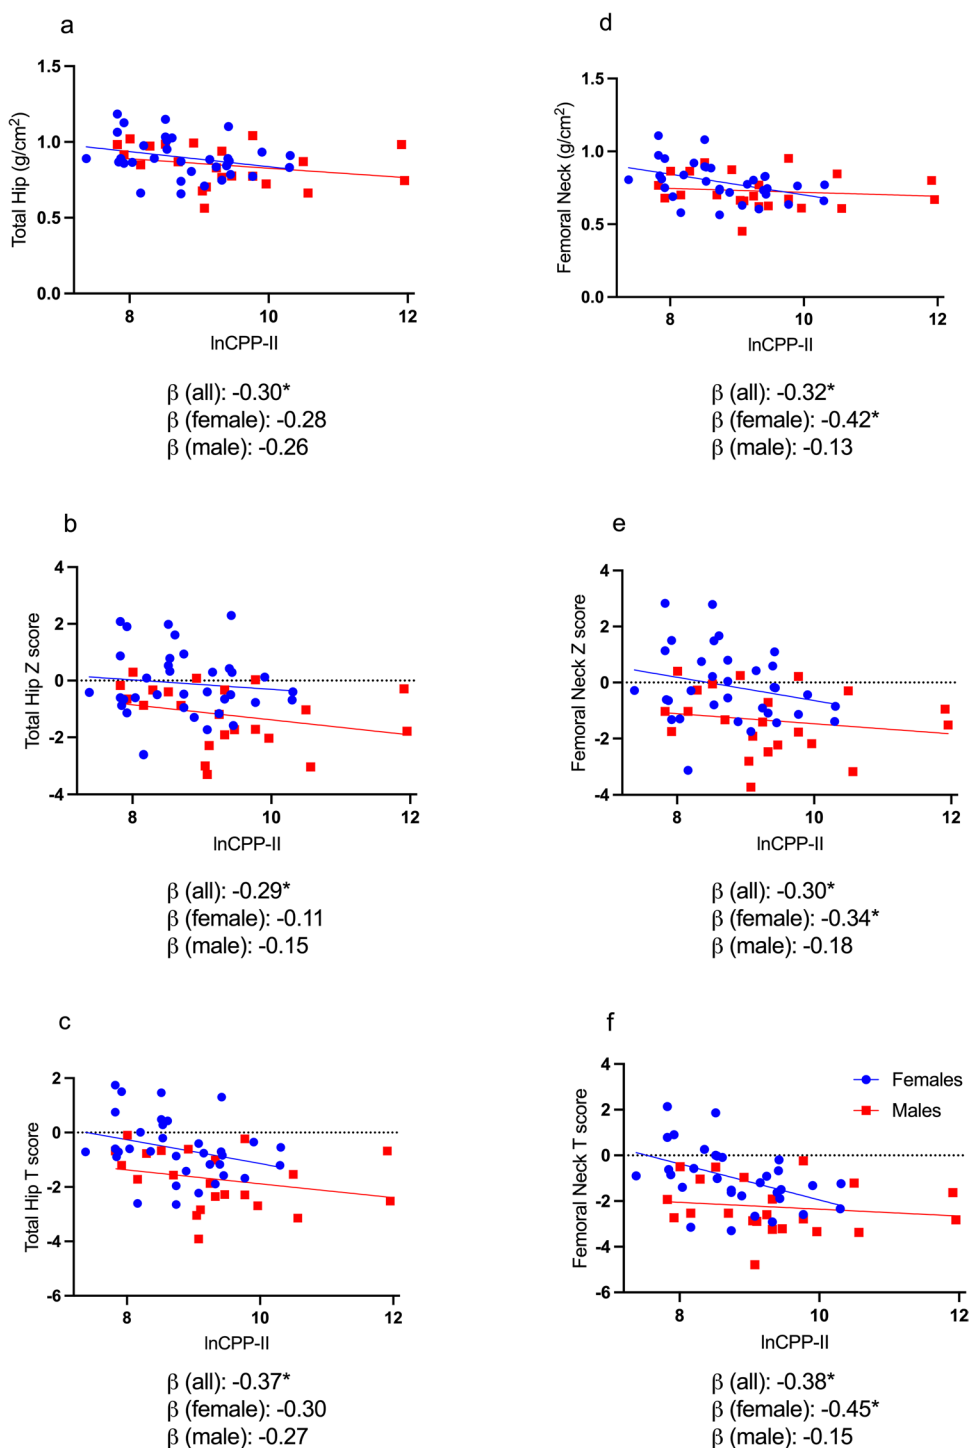 a
1.5
1.0
0.5
0.0
Total Hip (g/cm²)
8
10
12
lnCPP-II
β (all): -0.30*
β (female): -0.28
β (male): -0.26
d
1.5
1.0
0.5
0.0
Femoral Neck (g/cm²)
8
10
12
lnCPP-II
β (all): -0.32*
β (female): -0.42*
β (male): -0.13
b
4
2
0
-2
-4
Total Hip Z score
8
10
12
lnCPP-II
β (all): -0.29*
β (female): -0.11
β (male): -0.15
e
4
2
0
-2
-4
Femoral Neck Z score
8
10
12
lnCPP-II
β (all): -0.30*
β (female): -0.34*
β (male): -0.18
c
2
0
-2
-4
-6
Total Hip T score
8
10
12
lnCPP-II
β (all): -0.37*
β (female): -0.30
β (male): -0.27
f
4
2
0
-2
-4
-6
Femoral Neck T score
Females
Males
8
10
12
lnCPP-II
β (all): -0.38*
β (female): -0.45*
β (male): -0.15